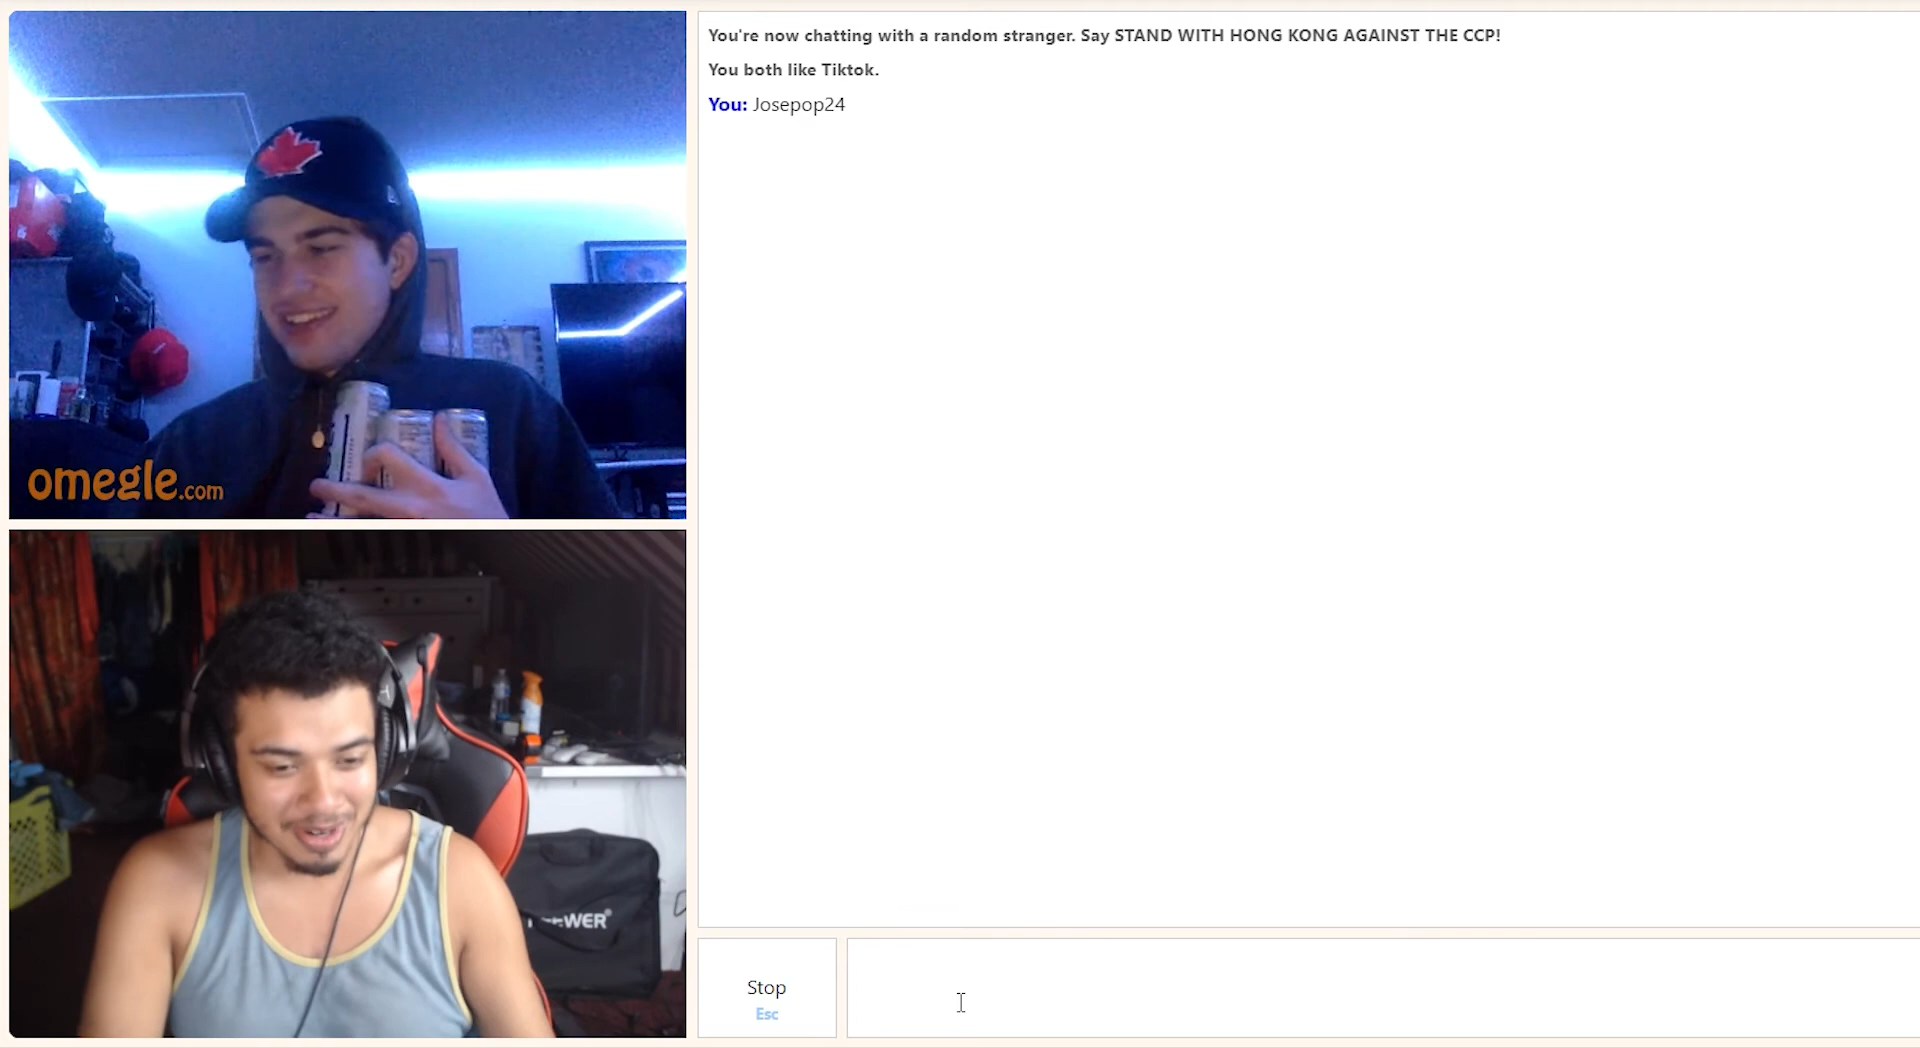 You're now chatting with a random stranger. Say STAND WITH HONG KONG AGAINST THE CCP!
You both like Tiktok.
You: Josepop24
omegle.com
EWER®
Stop
Esc